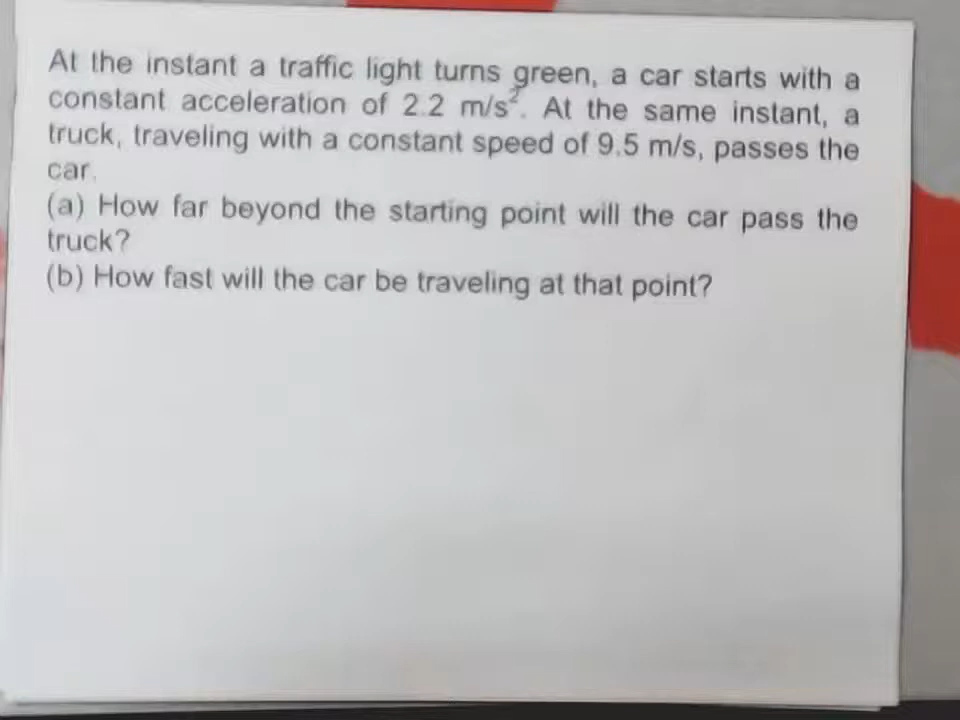 At the instant a traffic light turns green, a car starts with a
constant acceleration of 2.2 m/s². At the same instant, a
truck, traveling with a constant speed of 9.5 m/s, passes the
car.
(a) How far beyond the starting point will the car pass the
truck?
(b) How fast will the car be traveling at that point?